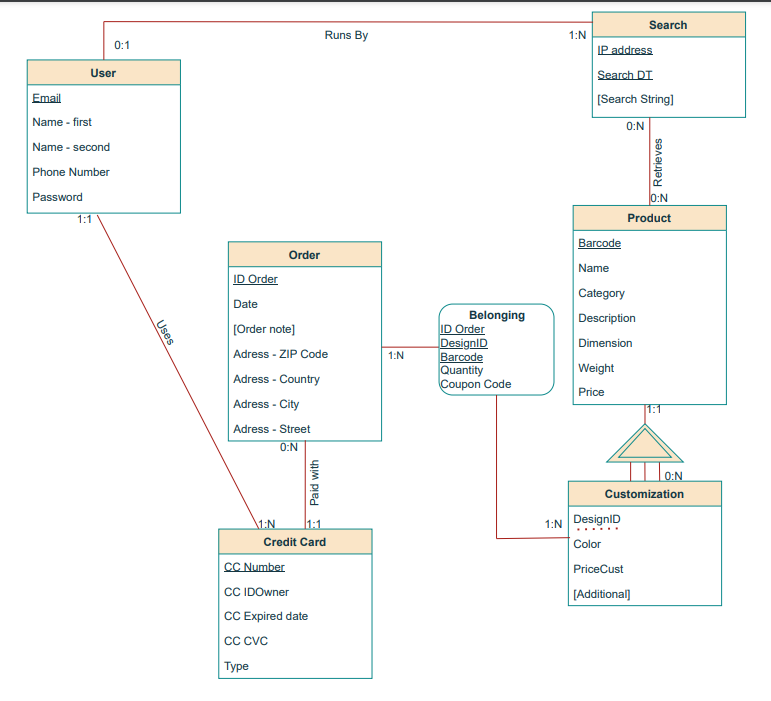 Search
Runs By
1:N
0:1
IP address
Search DT
[Search String]
User
Email
Name - first
Name - second
Phone Number
Password
1:1
0:N
Retrieves
0:N
Product
Barcode
Name
Category
Description
Dimension
Weight
Price
1:1
Order
ID Order
Date
[Order note]
Adress - ZIP Code
Adress - Country
Adress - City
Adress - Street
0:N
1:N
Belonging
ID Order
DesignID
Barcode
Quantity
Coupon Code
Uses
Paid with
0:N
Customization
DesignID
Color
PriceCust
[Additional]
1:N
1:N
1:1
Credit Card
CC Number
CC IDOwner
CC Expired date
CC CVC
Type